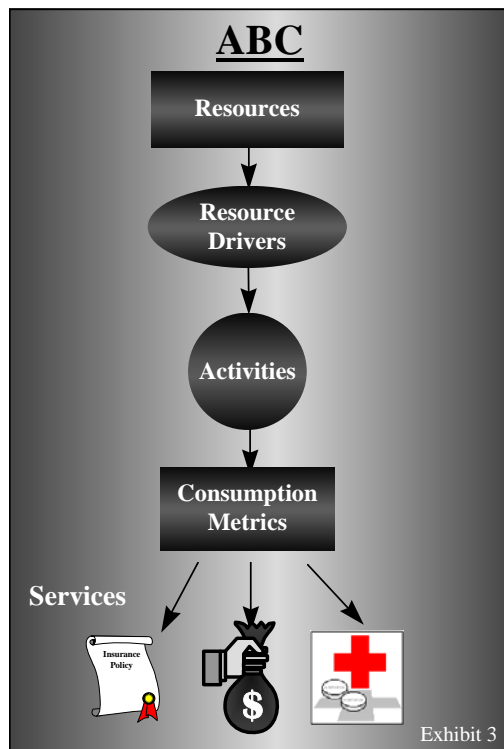 ABC
Resources
Resource
Drivers
Activities
Consumption
Metrics
Services
Insurance
Policy
$
Exhibit 3